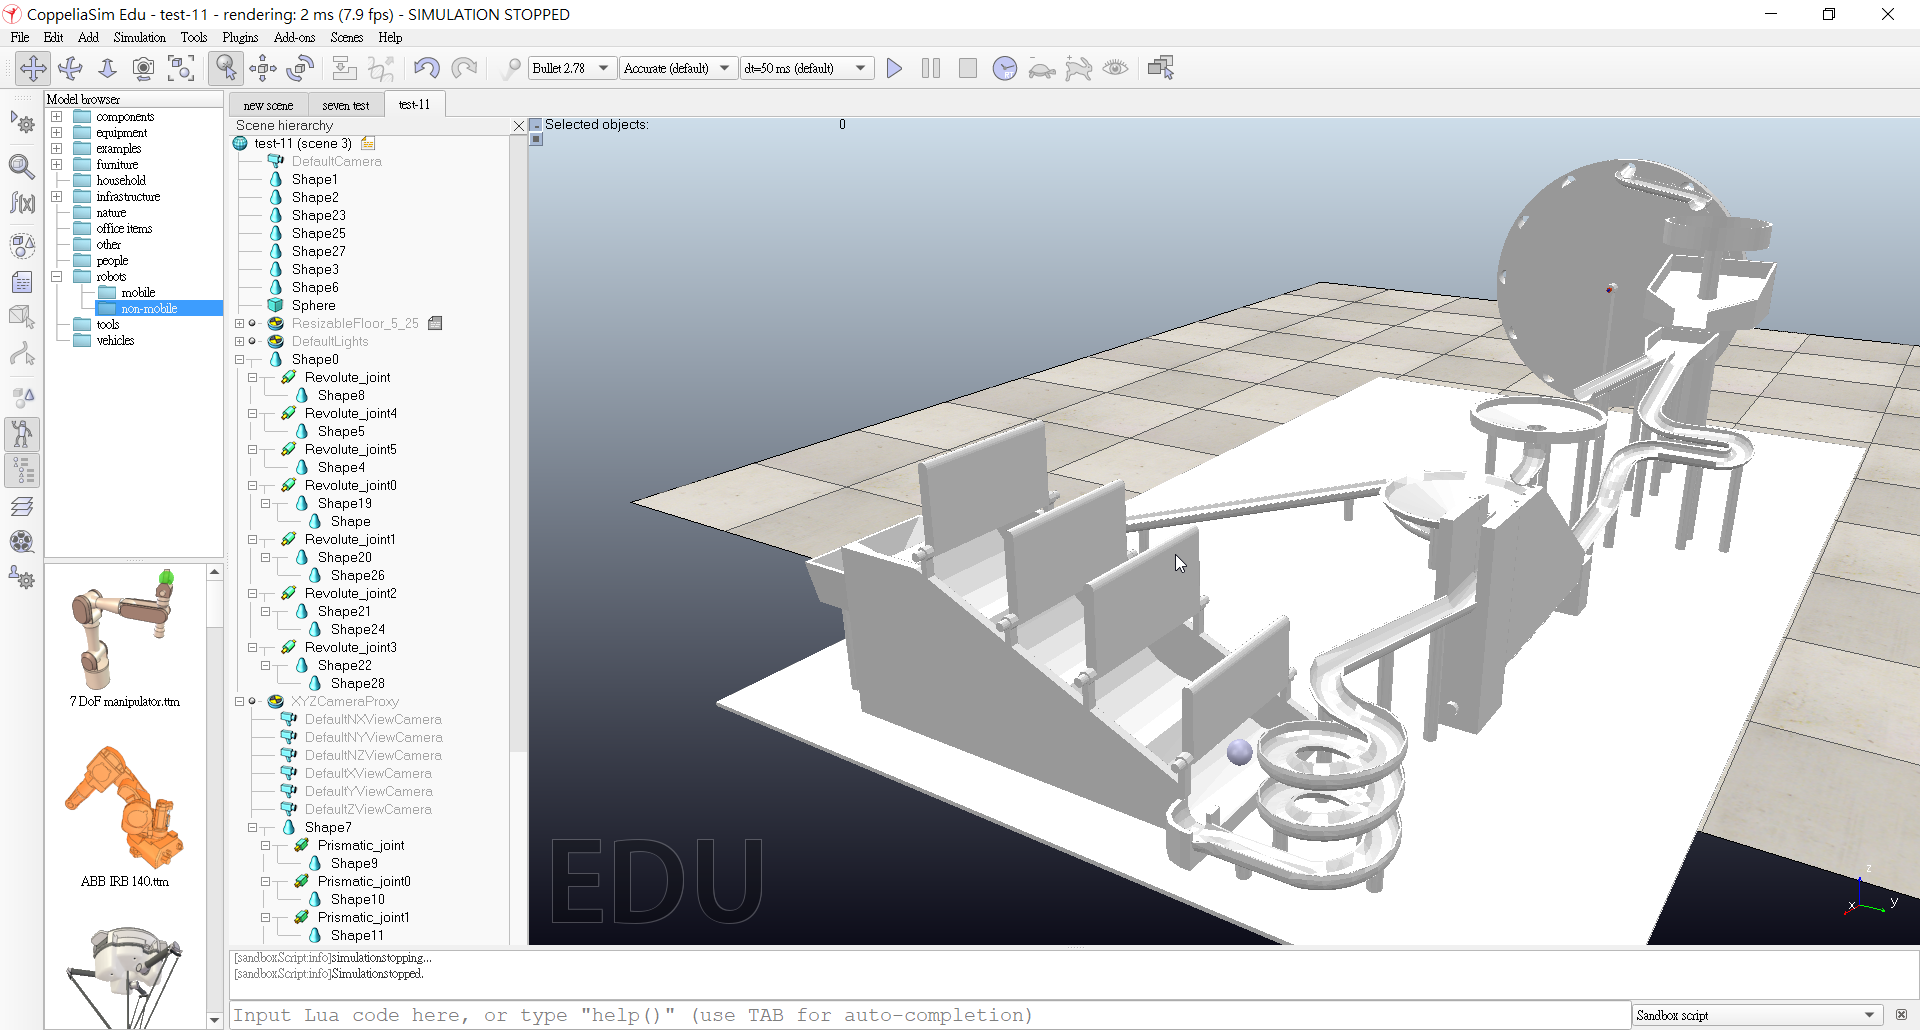 CoppeliaSim Edu - test-11 - rendering: 2 ms (7.9 fps) - SIMULATION STOPPED
File Edit Add Simulation Tools Plugins Add-ons Scenes Help
Bullet 2.78 Accurate (default) dt=50 ms (default)
Model browser
components
equipment
examples
furniture
household
infrastructure
nature
office items
other
people
robots
mobile
non-mobile
tools
vehicles
7 DoF manipulator.ttm
ABB IRB 140.ttm
new scene seven test test-11
Scene hierarchy
test-11 (scene 3)
DefaultCamera
Shape1
Shape2
Shape23
Shape25
Shape27
Shape3
Shape6
Sphere
ResizableFloor_5_25
DefaultLights
Shape0
Revolute_joint
Shape8
Revolute_joint4
Shape5
Revolute_joint5
Shape4
Revolute_joint0
Shape19
Shape
Revolute_joint1
Shape20
Shape26
Revolute_joint2
Shape21
Shape24
Revolute_joint3
Shape22
Shape28
XYZCameraProxy
DefaultNXViewCamera
DefaultNYViewCamera
DefaultNZViewCamera
DefaultXViewCamera
DefaultYViewCamera
DefaultZViewCamera
Shape7
Prismatic_joint
Shape9
Prismatic_joint0
Shape10
Prismatic_joint1
Shape11
Selected objects: 0
EDU
z
x
y
[sandboxScript:info]simulationstopping...
[sandboxScript:info]Simulationstopped.
Input Lua code here, or type "help()" (use TAB for auto-completion)
Sandbox script